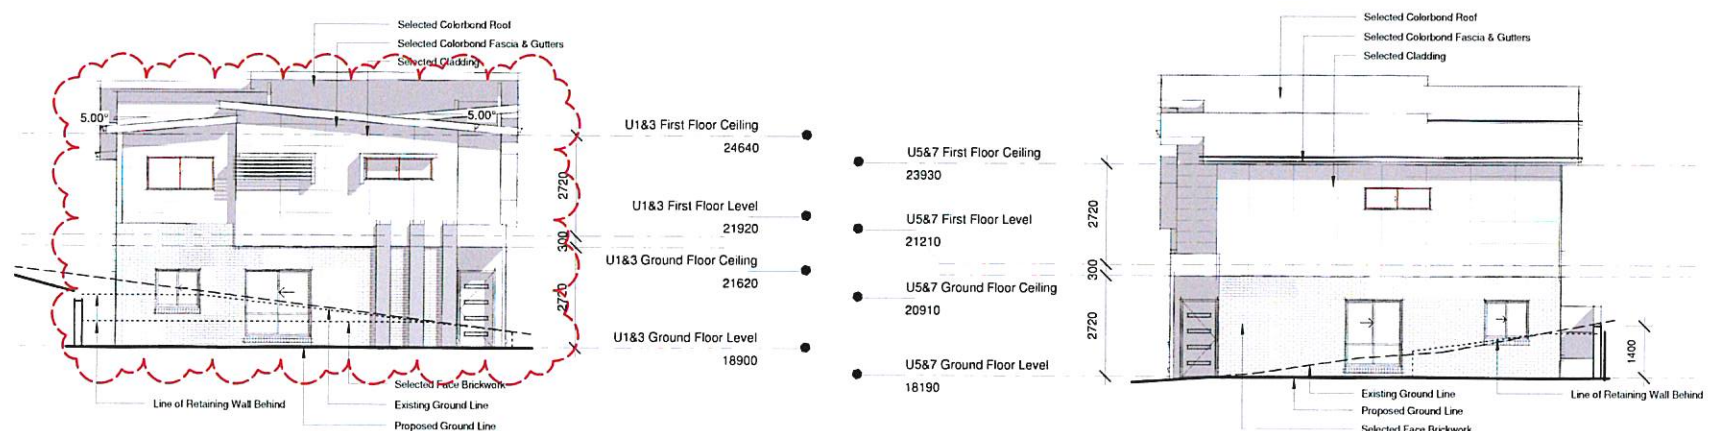 Selected Colorbond Roof
Selected Colorbond Fascia & Gutters
Selected Cladding
5.00°
5.00°
U1&3 First Floor Ceiling
24640
2720
U1&3 First Floor Level
21920
300
U1&3 Ground Floor Ceiling
21620
2720
U1&3 Ground Floor Level
18900
Selected Face Brickwork
Line of Retaining Wall Behind
Existing Ground Line
Proposed Ground Line
Selected Colorbond Roof
Selected Colorbond Fascia & Gutters
Selected Cladding
U5&7 First Floor Ceiling
23930
2720
U5&7 First Floor Level
21210
300
U5&7 Ground Floor Ceiling
20910
2720
1400
U5&7 Ground Floor Level
18190
Existing Ground Line
Line of Retaining Wall Behind
Proposed Ground Line
Selected Face Brickwork